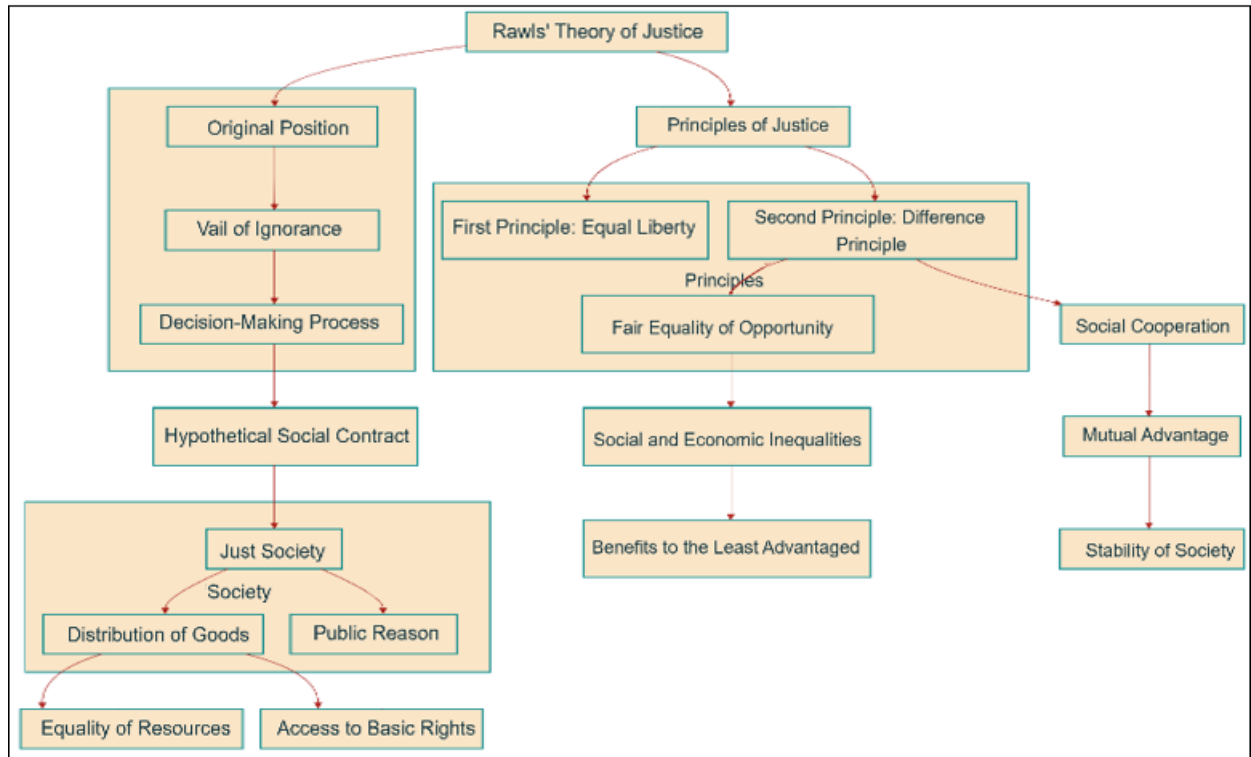 Rawls' Theory of Justice
Original Position
Principles of Justice
Vail of Ignorance
First Principle: Equal Liberty
Second Principle: Difference
Principle
Principles
Decision-Making Process
Fair Equality of Opportunity
Social Cooperation
Hypothetical Social Contract
Social and Economic Inequalities
Mutual Advantage
Just Society
Benefits to the Least Advantaged
Stability of Society
Society
Distribution of Goods
Public Reason
Equality of Resources
Access to Basic Rights